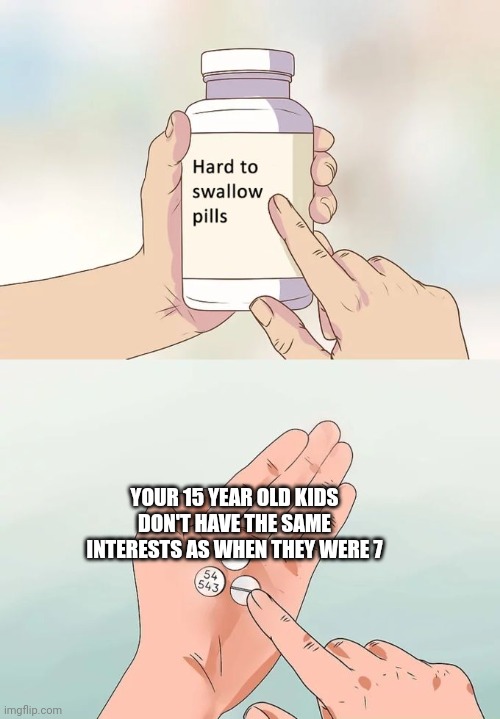 Hard to
swallow
pills
YOUR 15 YEAR OLD KIDS
DON'T HAVE THE SAME
INTERESTS AS WHEN THEY WERE 7
54
543
imgflip.com